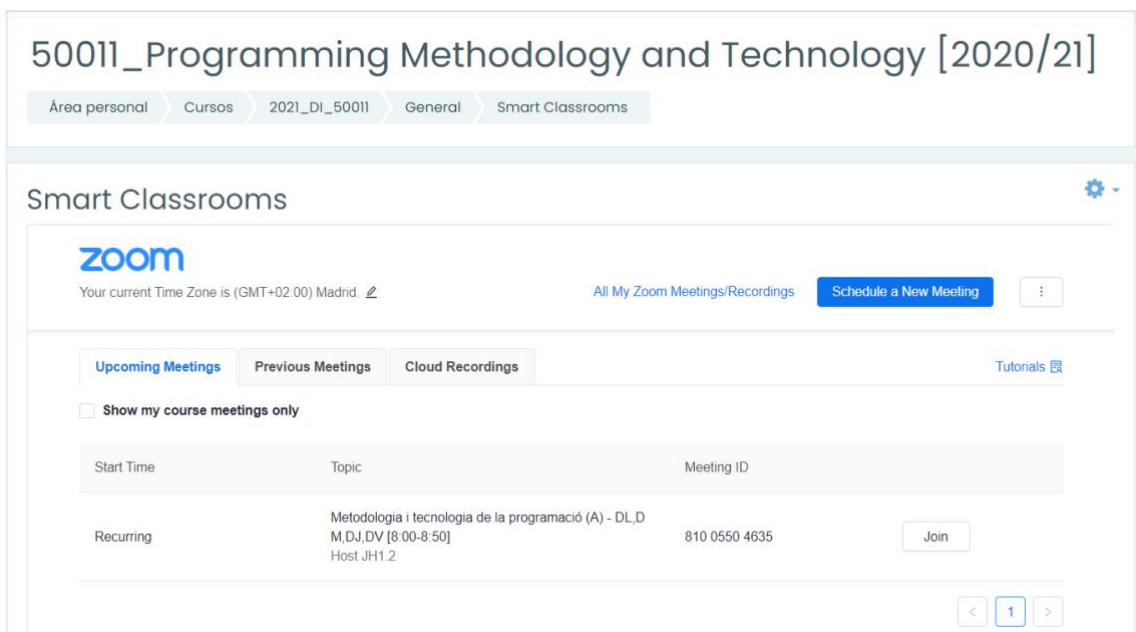 50011_Programming Methodology and Technology [2020/21]
Área personal Cursos 2021_DI_50011 General Smart Classrooms
Smart Classrooms
zoom
Your current Time Zone is (GMT+02:00) Madrid.
All My Zoom Meetings/Recordings Schedule a New Meeting
Upcoming Meetings Previous Meetings Cloud Recordings Tutorials
Show my course meetings only
Start Time Topic Meeting ID
Metodologia i tecnologia de la programació (A) - DL,D
Recurring M,DJ,DV [8:00-8:50] 810 0550 4635 Join
Host JH1.2
< 1 >